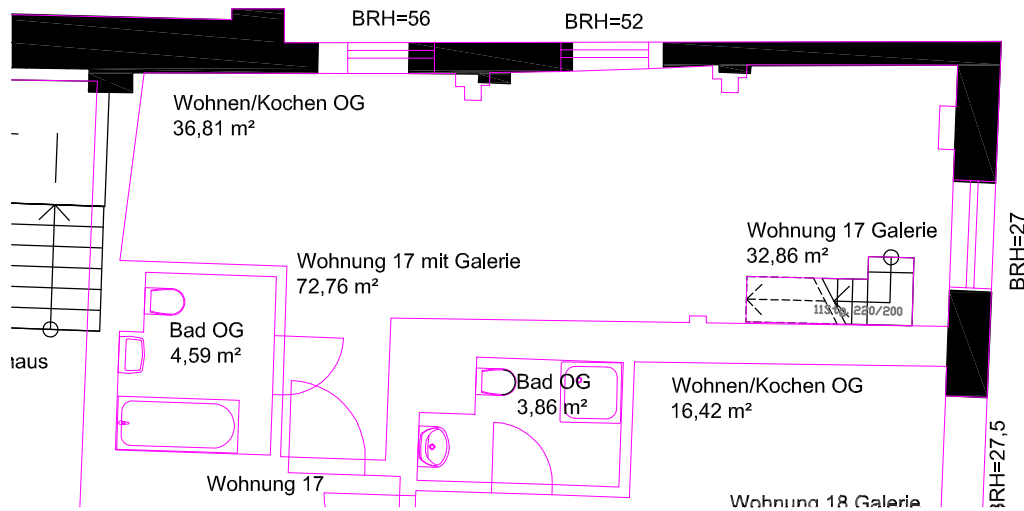 BRH=56
BRH=52
Wohnen/Kochen OG
36,81 m²
Wohnung 17 Galerie
32,86 m²
BRH=27
Wohnung 17 mit Galerie
72,76 m²
220/200
Bad OG
4,59 m²
haus
Bad OG
3,86 m²
Wohnen/Kochen OG
16,42 m²
BRH=27,5
Wohnung 17
Wohnung 18 Galerie